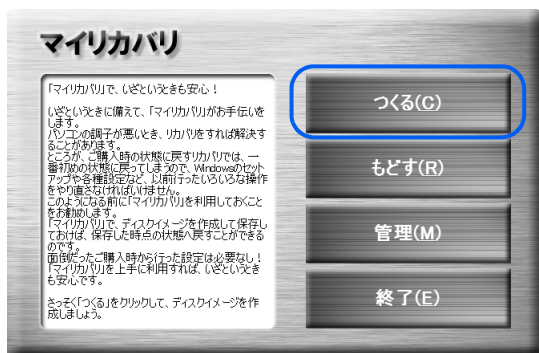 マイリカバリ
「マイリカバリ」で、いざというときも安心!
いざというときに備えて、「マイリカバリ」がお手伝いを
します。
パソコンの調子が悪いとき、リカバリをすれば解決す
ることがあります。
ところが、ご購入時の状態に戻すリカバリでは、一
番初めの状態に戻ってしまうので、Windowsのセット
アップや各種設定など、以前行ったいろいろな操作
をやり直さなければいけません。
このようになる前に「マイリカバリ」を利用しておくこと
をお勧めします。
「マイリカバリ」で、ディスクイメージを作成して保存し
ておけば、保存した時点の状態へ戻すことができる
のです。
面倒だったご購入時から行った設定は必要なし!
「マイリカバリ」を上手に利用すれば、いざというとき
も安心です。
さっそく「つくる」をクリックして、ディスクイメージを作
成しましょう。
つくる(C)
もどす(R)
管理(M)
終了(E)